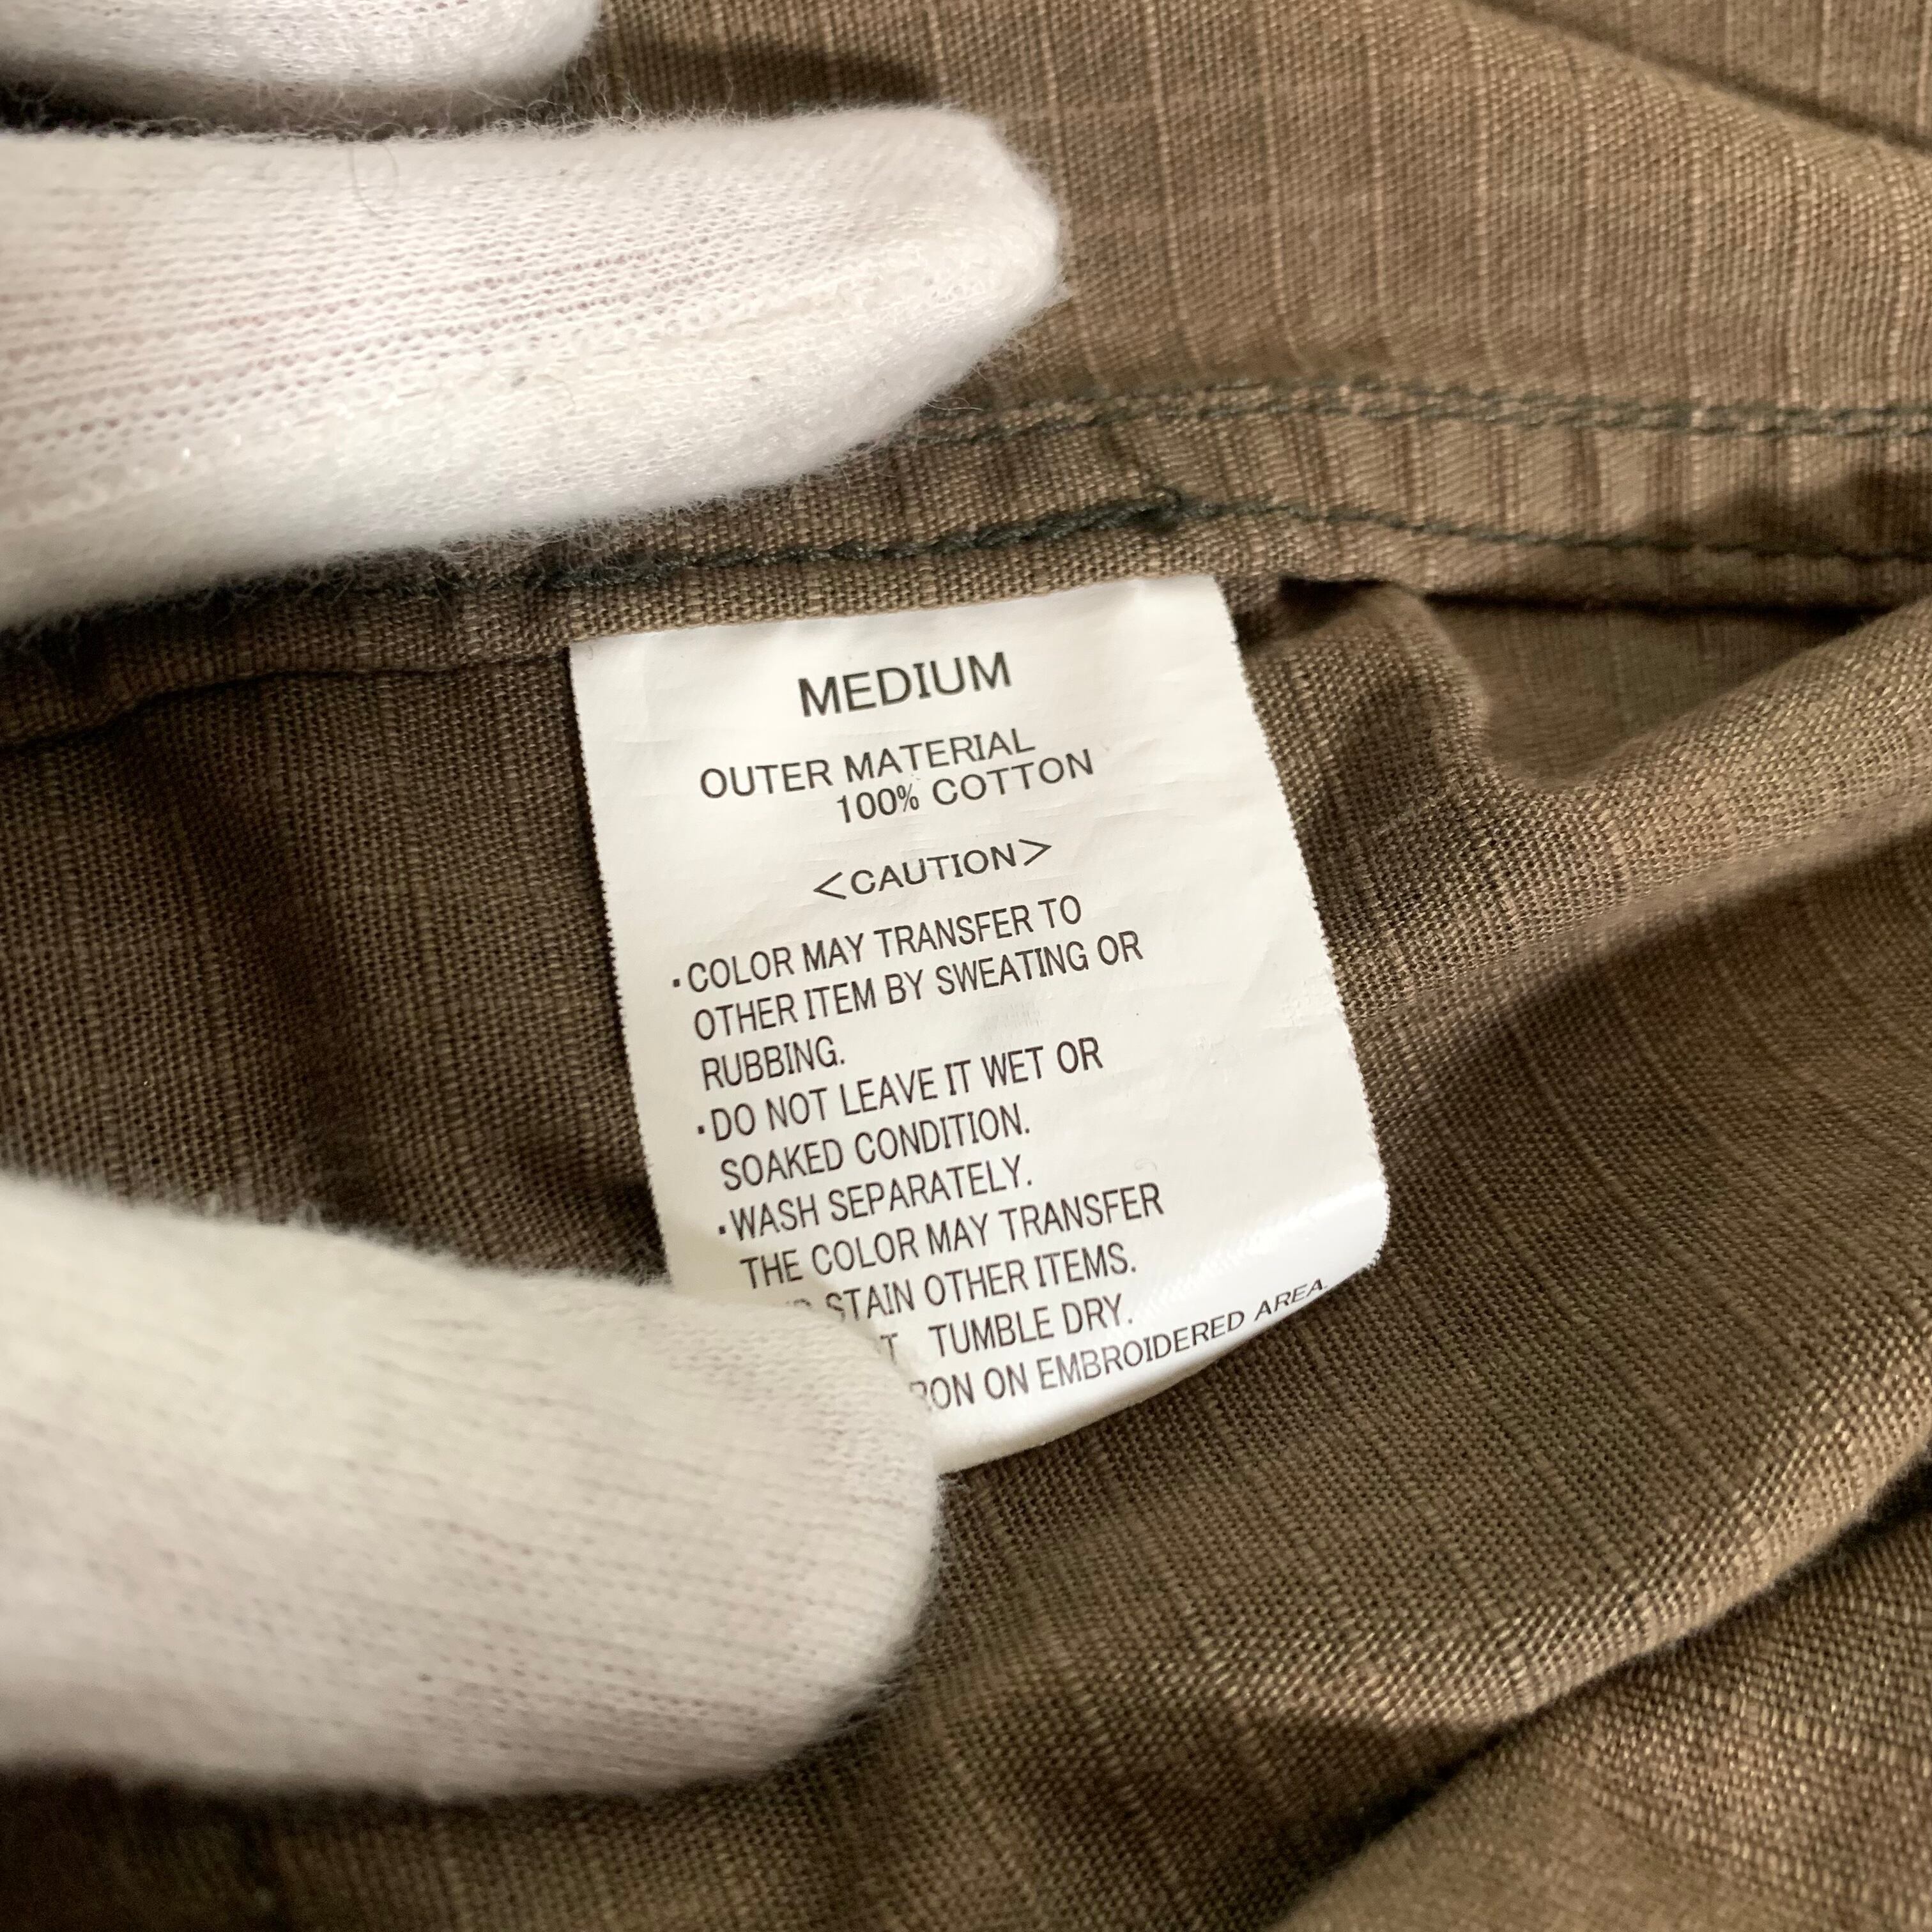 MEDIUM
OUTER MATERIAL
100% COTTON
<CAUTION>
・COLOR MAY TRANSFER TO
OTHER ITEM BY SWEATING OR
RUBBING.
・DO NOT LEAVE IT WET OR
SOAKED CONDITION.
・WASH SEPARATELY.
THE COLOR MAY TRANSFER
STAIN OTHER ITEMS.
TUMBLE DRY.
ON EMBROIDERED AREA.